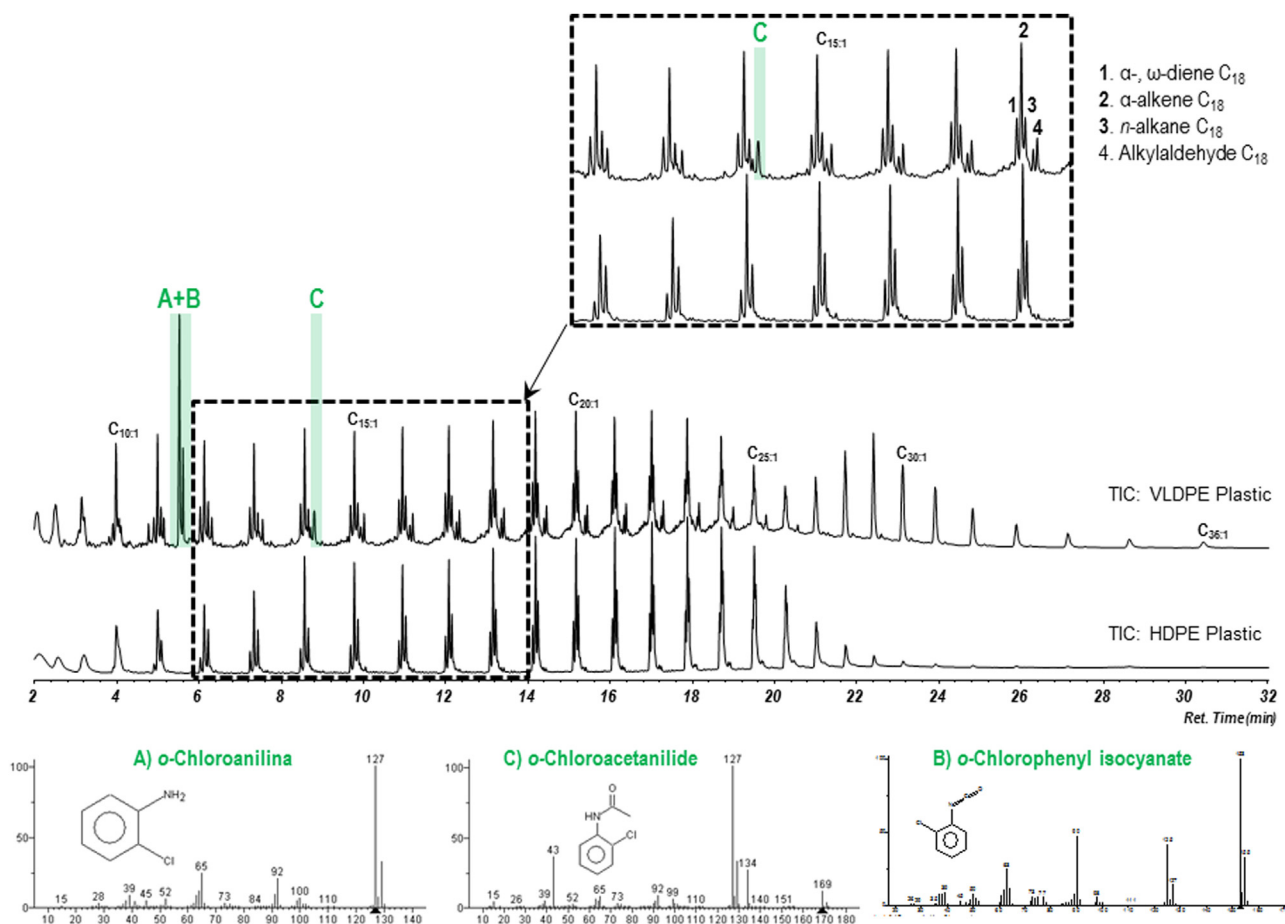 C
C15:1
2
1
3
4
1. α-, ω-diene C18
2. α-alkene C18
3. n-alkane C18
4. Alkylaldehyde C18
A+B
C
C10:1
C15:1
C20:1
C25:1
C30:1
C36:1
TIC: VLDPE Plastic
TIC: HDPE Plastic
2 4 6 8 10 12 14 16 18 20 22 24 26 28 30 32
Ret. Time(min)
A) o-Chloroanilina
100
50
0
127
NH2
Cl
15 28 39 45 52 65 73 84 92 100 110
10 20 30 40 50 60 70 80 90 100 110 120 130 140
C) o-Chloroacetanilide
100
50
0
127
O
HN
Cl
15 26 39 43 52 65 73 92 99 110 134 140 151 169
10 20 30 40 50 60 70 80 90 100 110 120 130 140 150 160 170 180
B) o-Chlorophenyl isocyanate
Cl